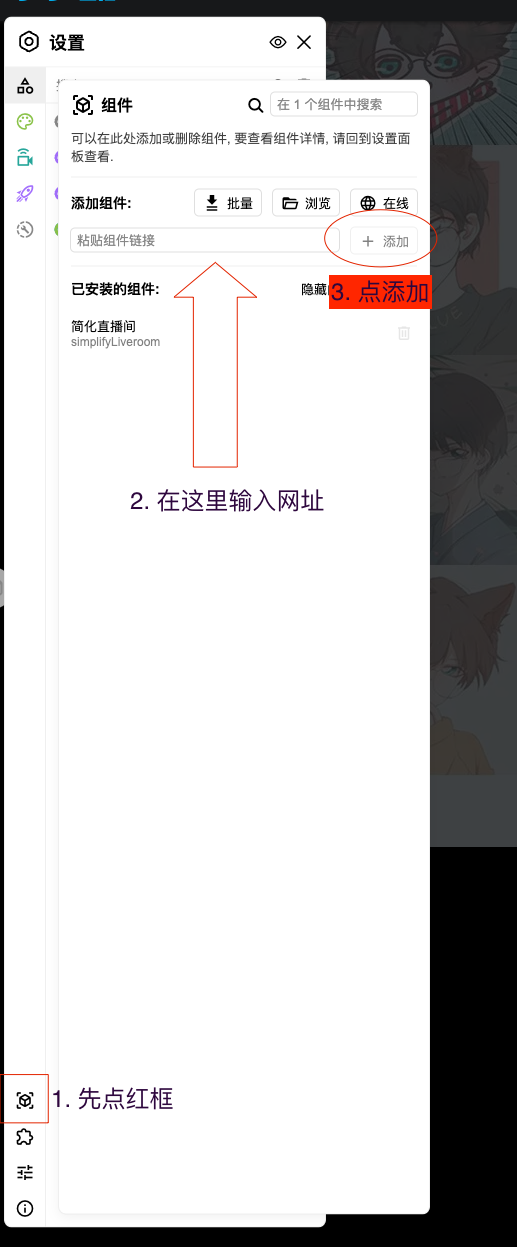 设置
组件
在 1 个组件中搜索
可以在此处添加或删除组件, 要查看组件详情, 请回到设置面
板查看.
添加组件:
批量
浏览
在线
粘贴组件链接
添加
已安装的组件:
隐藏
3. 点添加
简化直播间
simplifyLiveroom
2. 在这里输入网址
1. 先点红框